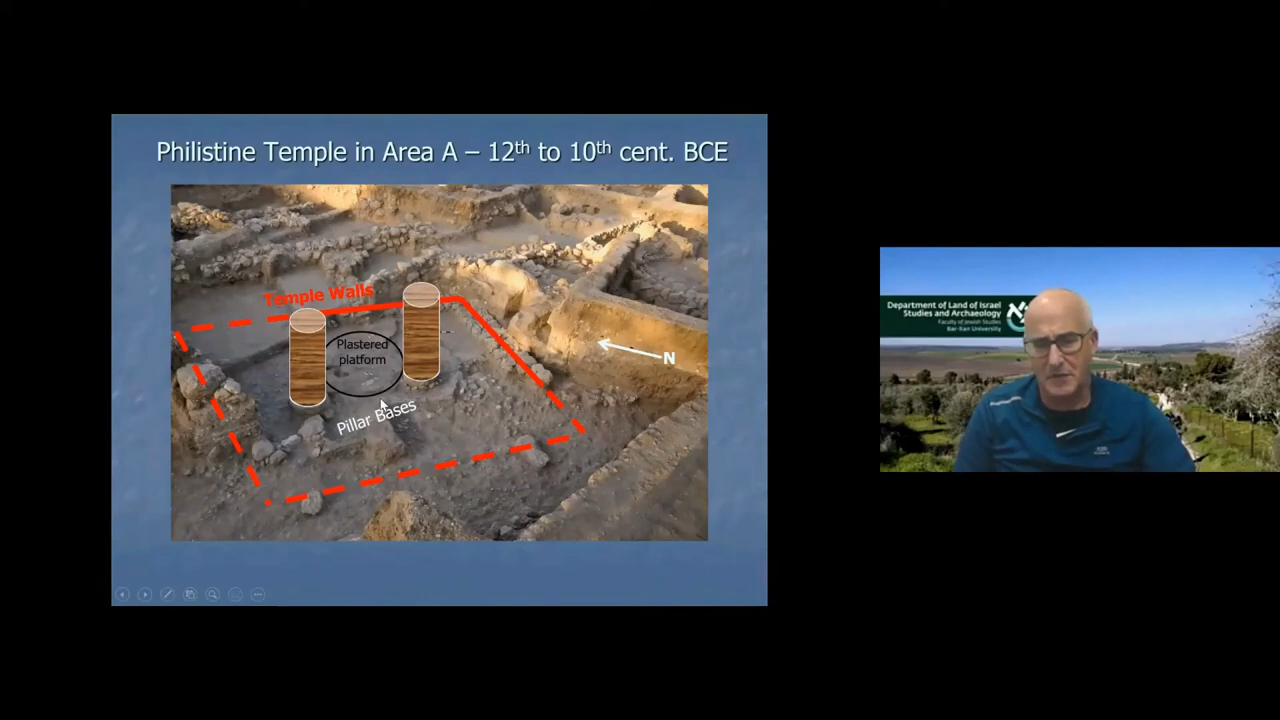 Philistine Temple in Area A – 12th to 10th cent. BCE
Temple Walls
Plastered
platform
N
Pillar Bases
Department of Land of Israel
Studies and Archaeology
Faculty of Jewish Studies
Bar-Ilan University